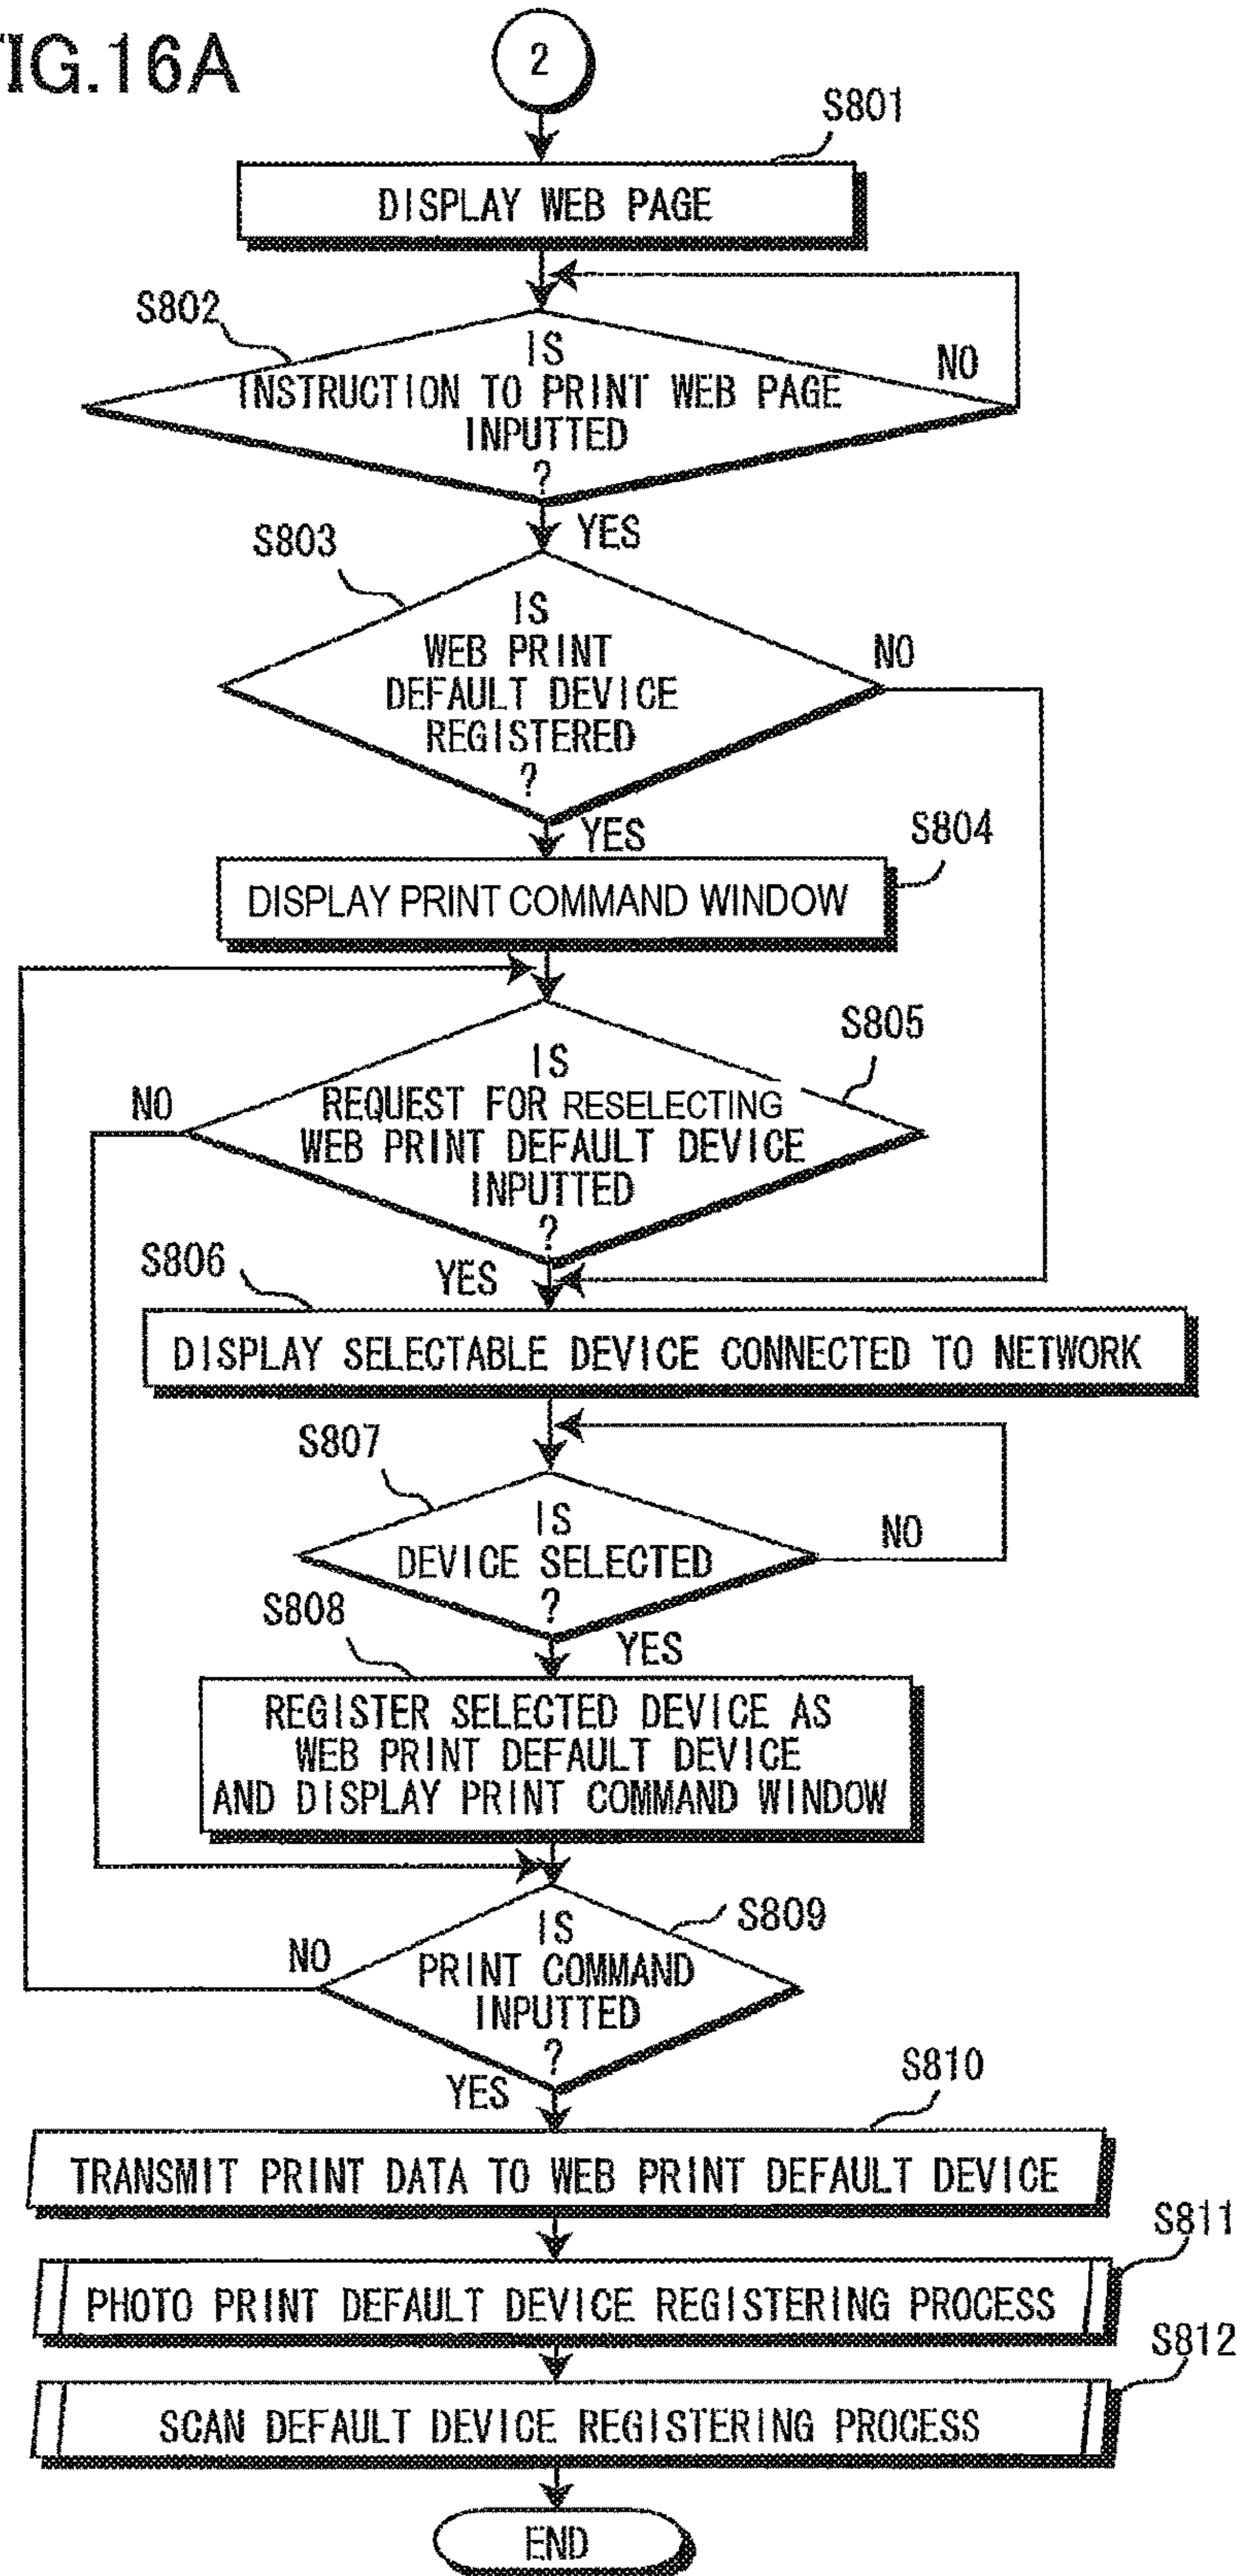 FIG.16A
2
S801
DISPLAY WEB PAGE
S802
IS
INSTRUCTION TO PRINT WEB PAGE
INPUTTED
?
NO
YES
S803
IS
WEB PRINT
DEFAULT DEVICE
REGISTERED
?
NO
YES
S804
DISPLAY PRINT COMMAND WINDOW
S805
IS
REQUEST FOR RESELECTING
WEB PRINT DEFAULT DEVICE
INPUTTED
?
NO
YES
S806
DISPLAY SELECTABLE DEVICE CONNECTED TO NETWORK
S807
IS
DEVICE SELECTED
?
NO
YES
S808
REGISTER SELECTED DEVICE AS
WEB PRINT DEFAULT DEVICE
AND DISPLAY PRINT COMMAND WINDOW
S809
IS
PRINT COMMAND
INPUTTED
?
NO
YES
S810
TRANSMIT PRINT DATA TO WEB PRINT DEFAULT DEVICE
S811
PHOTO PRINT DEFAULT DEVICE REGISTERING PROCESS
S812
SCAN DEFAULT DEVICE REGISTERING PROCESS
END